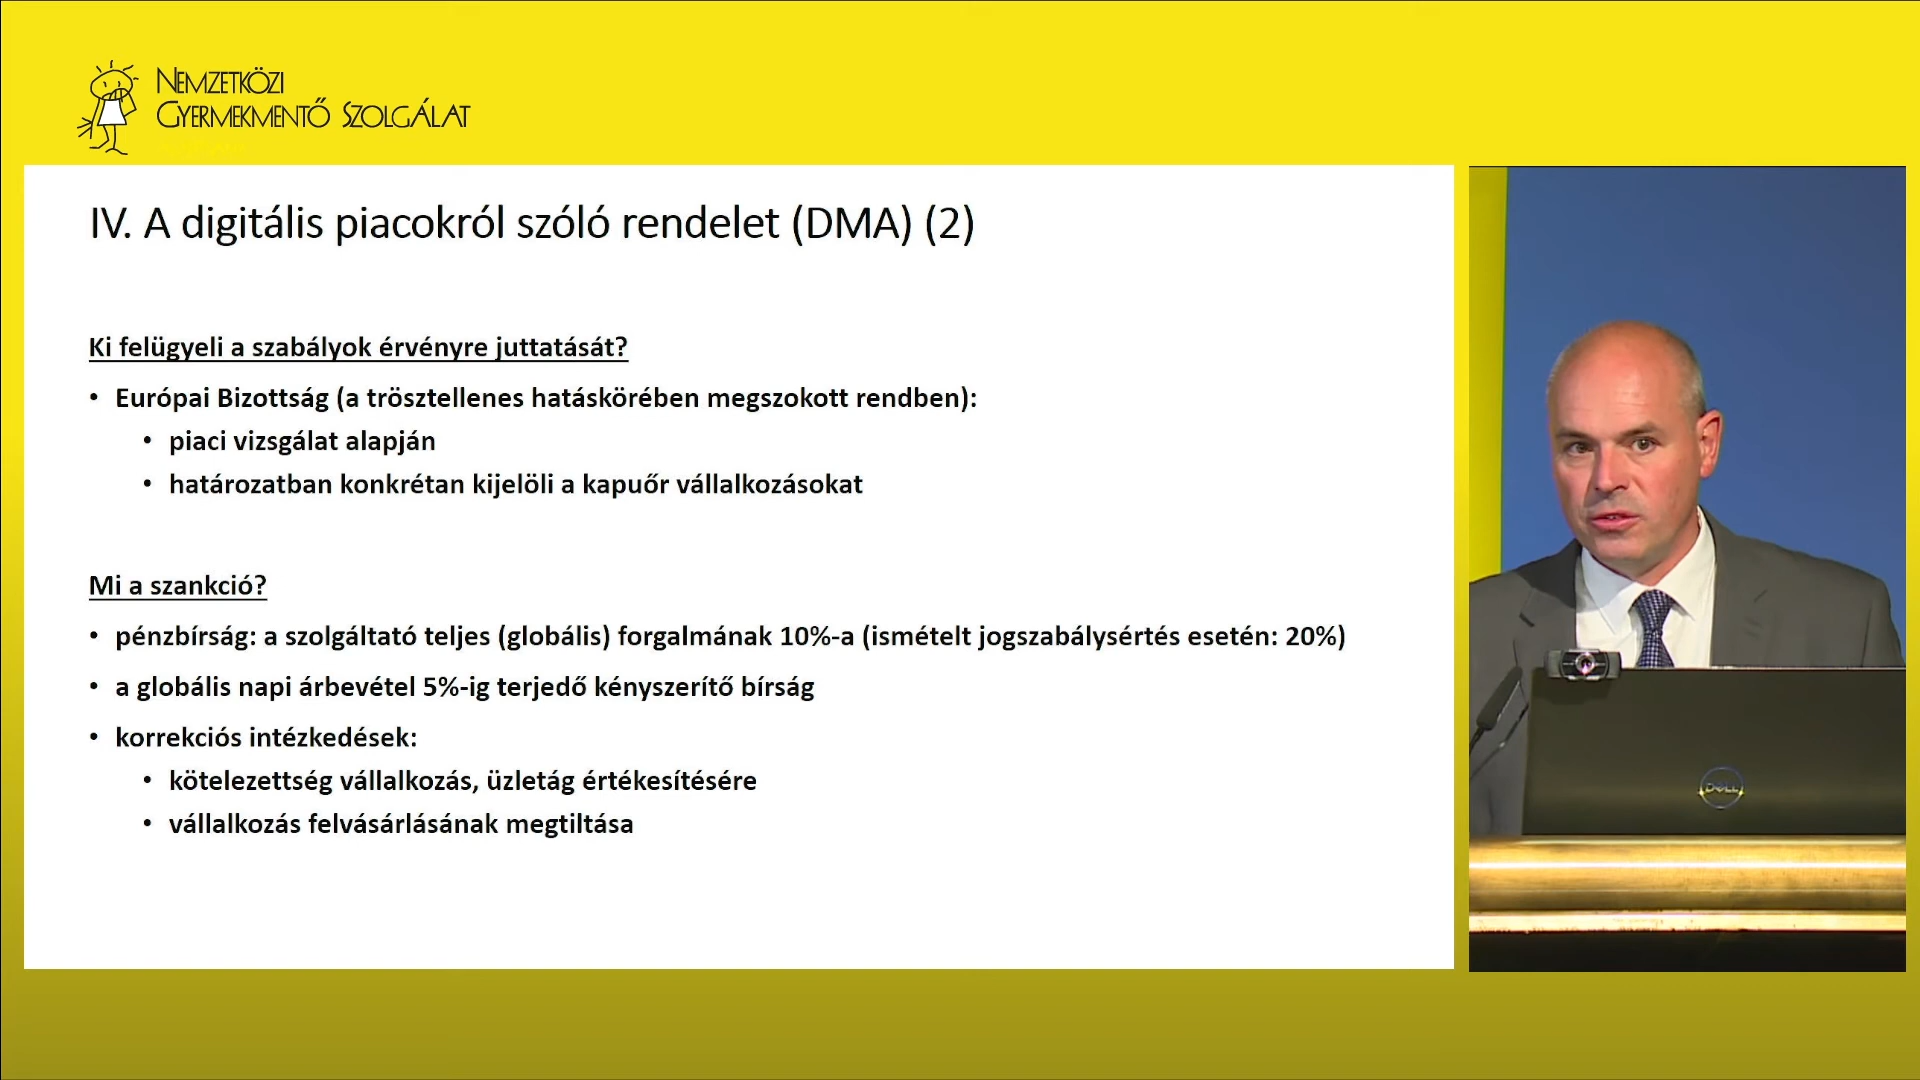 NEMZETKÖZI
GYERMEKMENTŐ SZOLGÁLAT
IV. A digitális piacokról szóló rendelet (DMA) (2)
Ki felügyeli a szabályok érvényre juttatását?
• Európai Bizottság (a trösztellenes hatáskörében megszokott rendben):
• piaci vizsgálat alapján
• határozatban konkrétan kijelöli a kapuőr vállalkozásokat
Mi a szankció?
• pénzbírság: a szolgáltató teljes (globális) forgalmának 10%-a (ismételt jogszabálysértés esetén: 20%)
• a globális napi árbevétel 5%-ig terjedő kényszerítő bírság
• korrekciós intézkedések:
• kötelezettség vállalkozás, üzletág értékesítésére
• vállalkozás felvásárlásának megtiltása
DELL